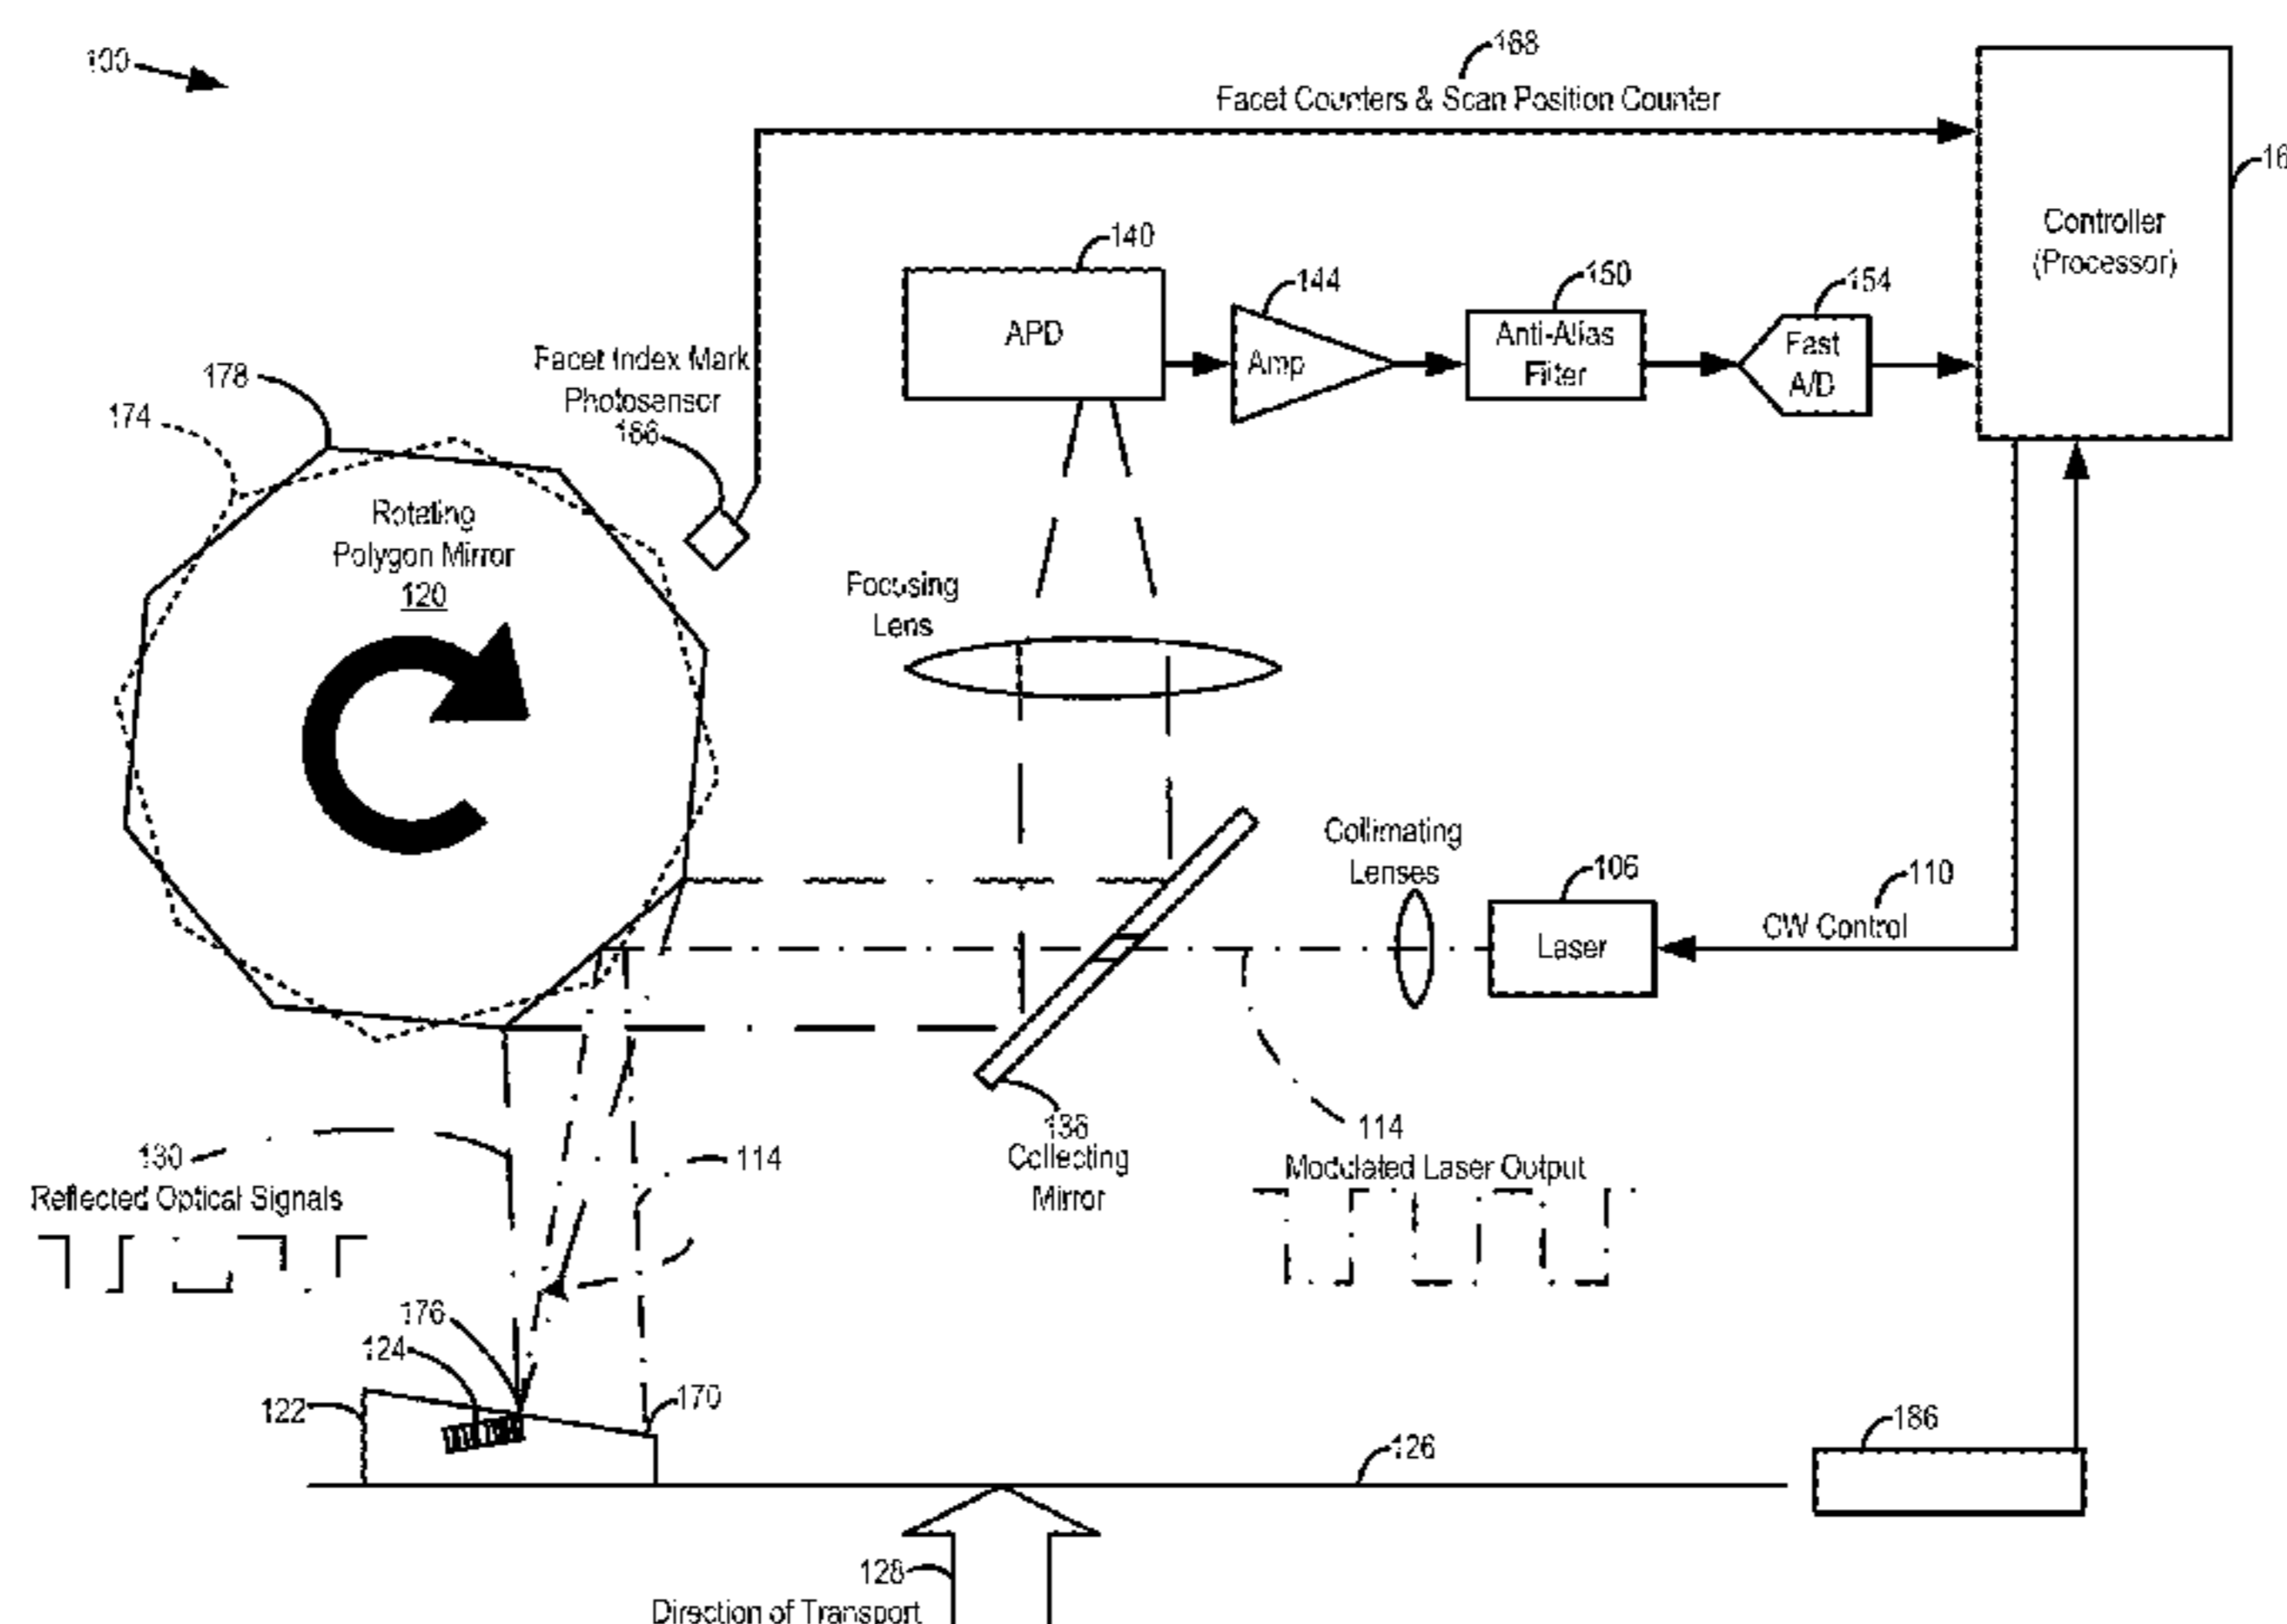 100
168
Facet Counters & Scan Position Counter
16
Controller
(Processor)
140
APD
144
Amp
150
Anti-Alias
Filter
154
Fast
A/D
Facet Index Mark
Photosensor
166
178
174
Rotating
Polygon Mirror
120
Focusing
Lens
Collimating
Lenses
106
Laser
110
CW Control
136
Collecting
Mirror
114
Modulated Laser Output
130
Reflected Optical Signals
114
176
124
122
170
126
186
128
Direction of Transport